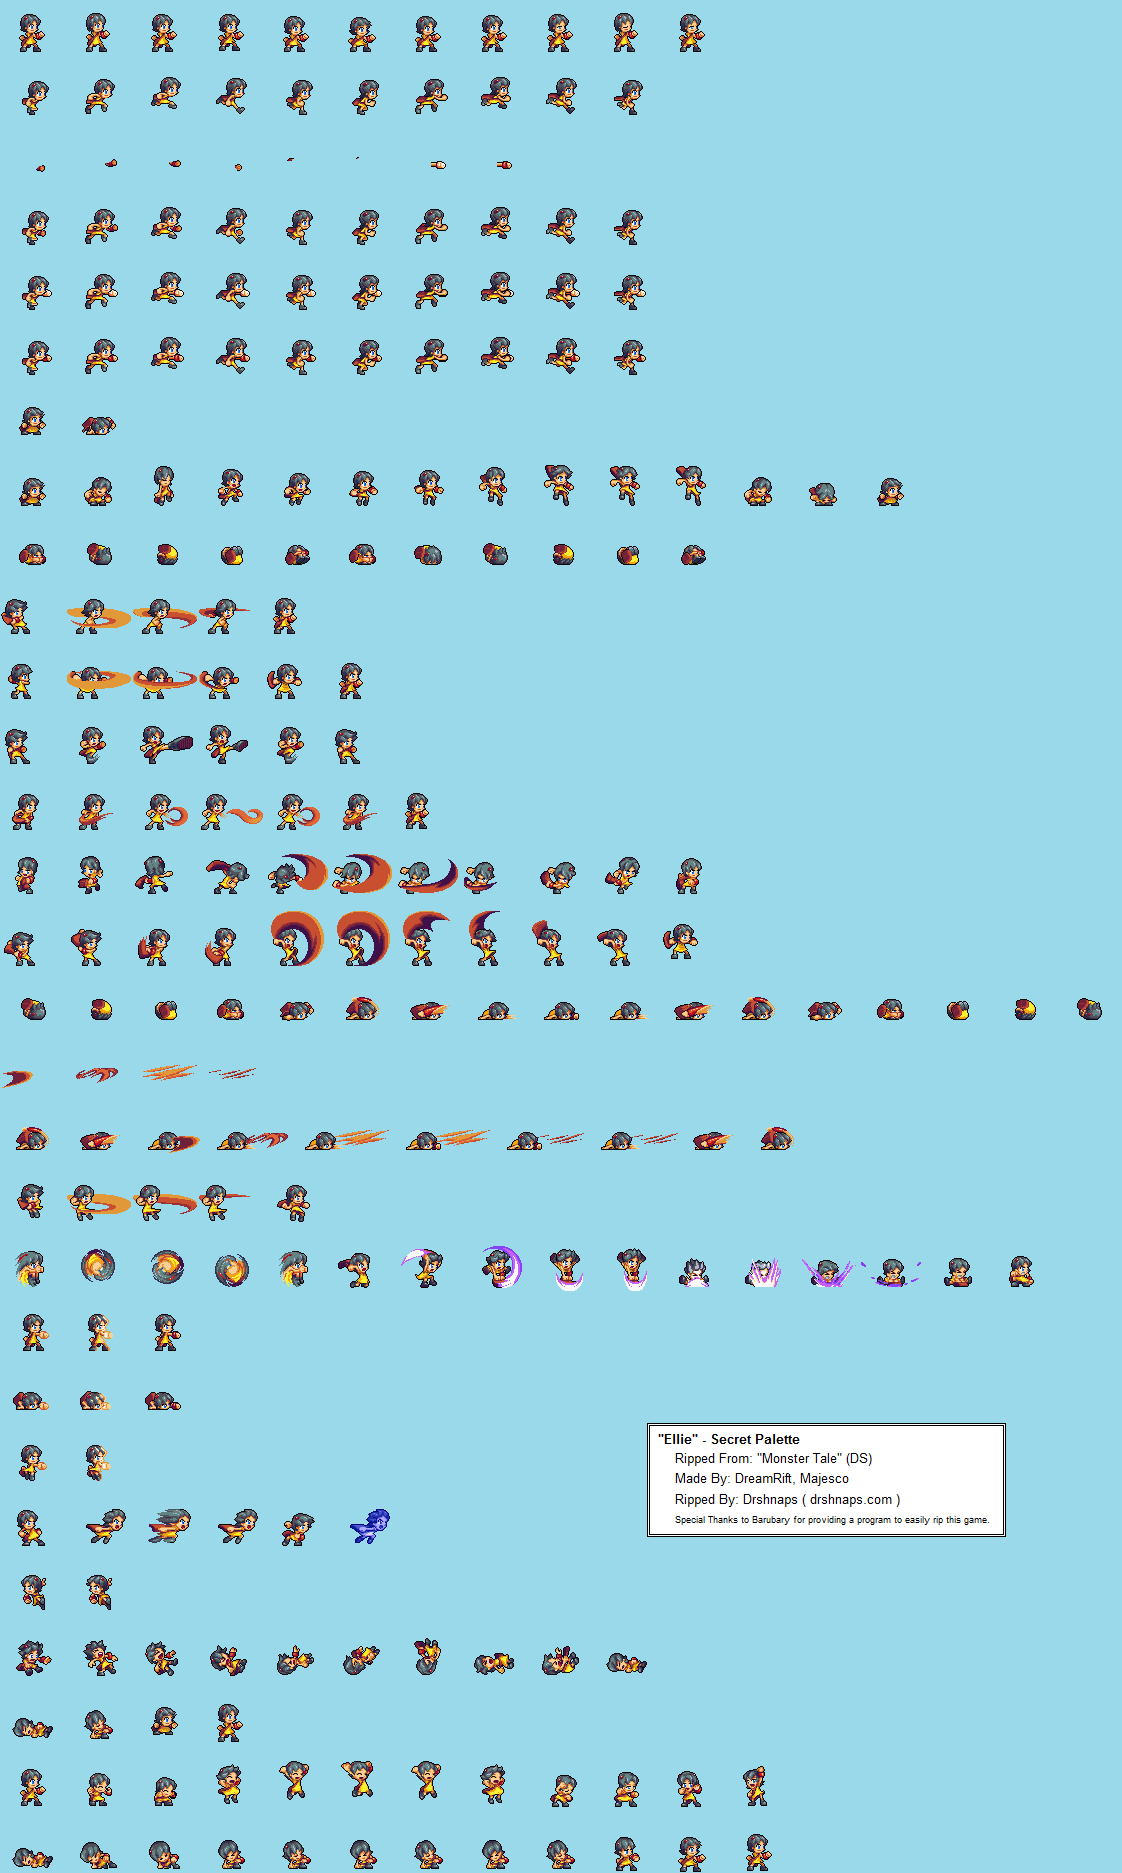 "Ellie" - Secret Palette
Ripped From: "Monster Tale" (DS)
Made By: DreamRift, Majesco
Ripped By: Drshnaps ( drshnaps.com )
Special Thanks to Barubary for providing a program to easily rip this game.